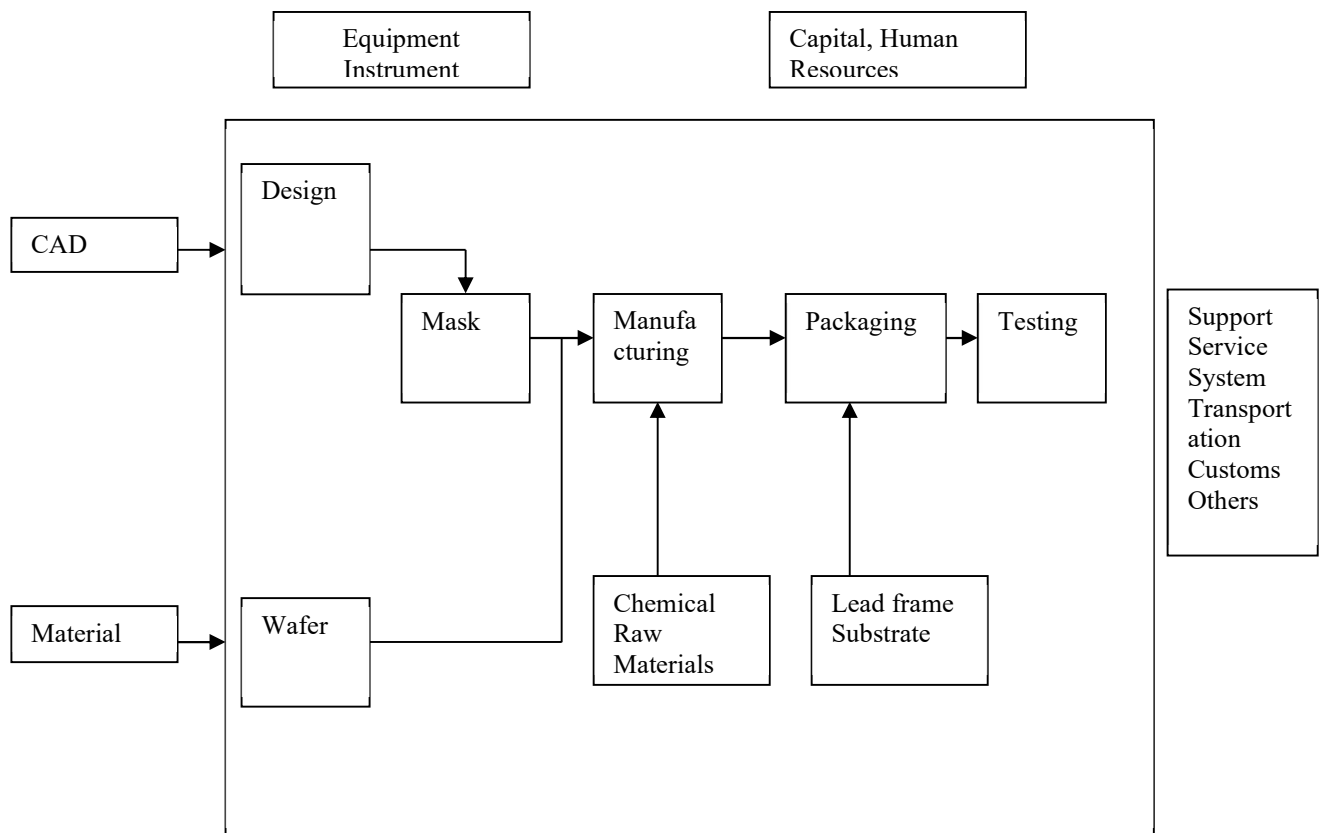 Equipment
Instrument
Capital, Human
Resources
Design
CAD
Mask
Manufa
cturing
Packaging
Testing
Support
Service
System
Transport
ation
Customs
Others
Material
Wafer
Chemical
Raw
Materials
Lead frame
Substrate